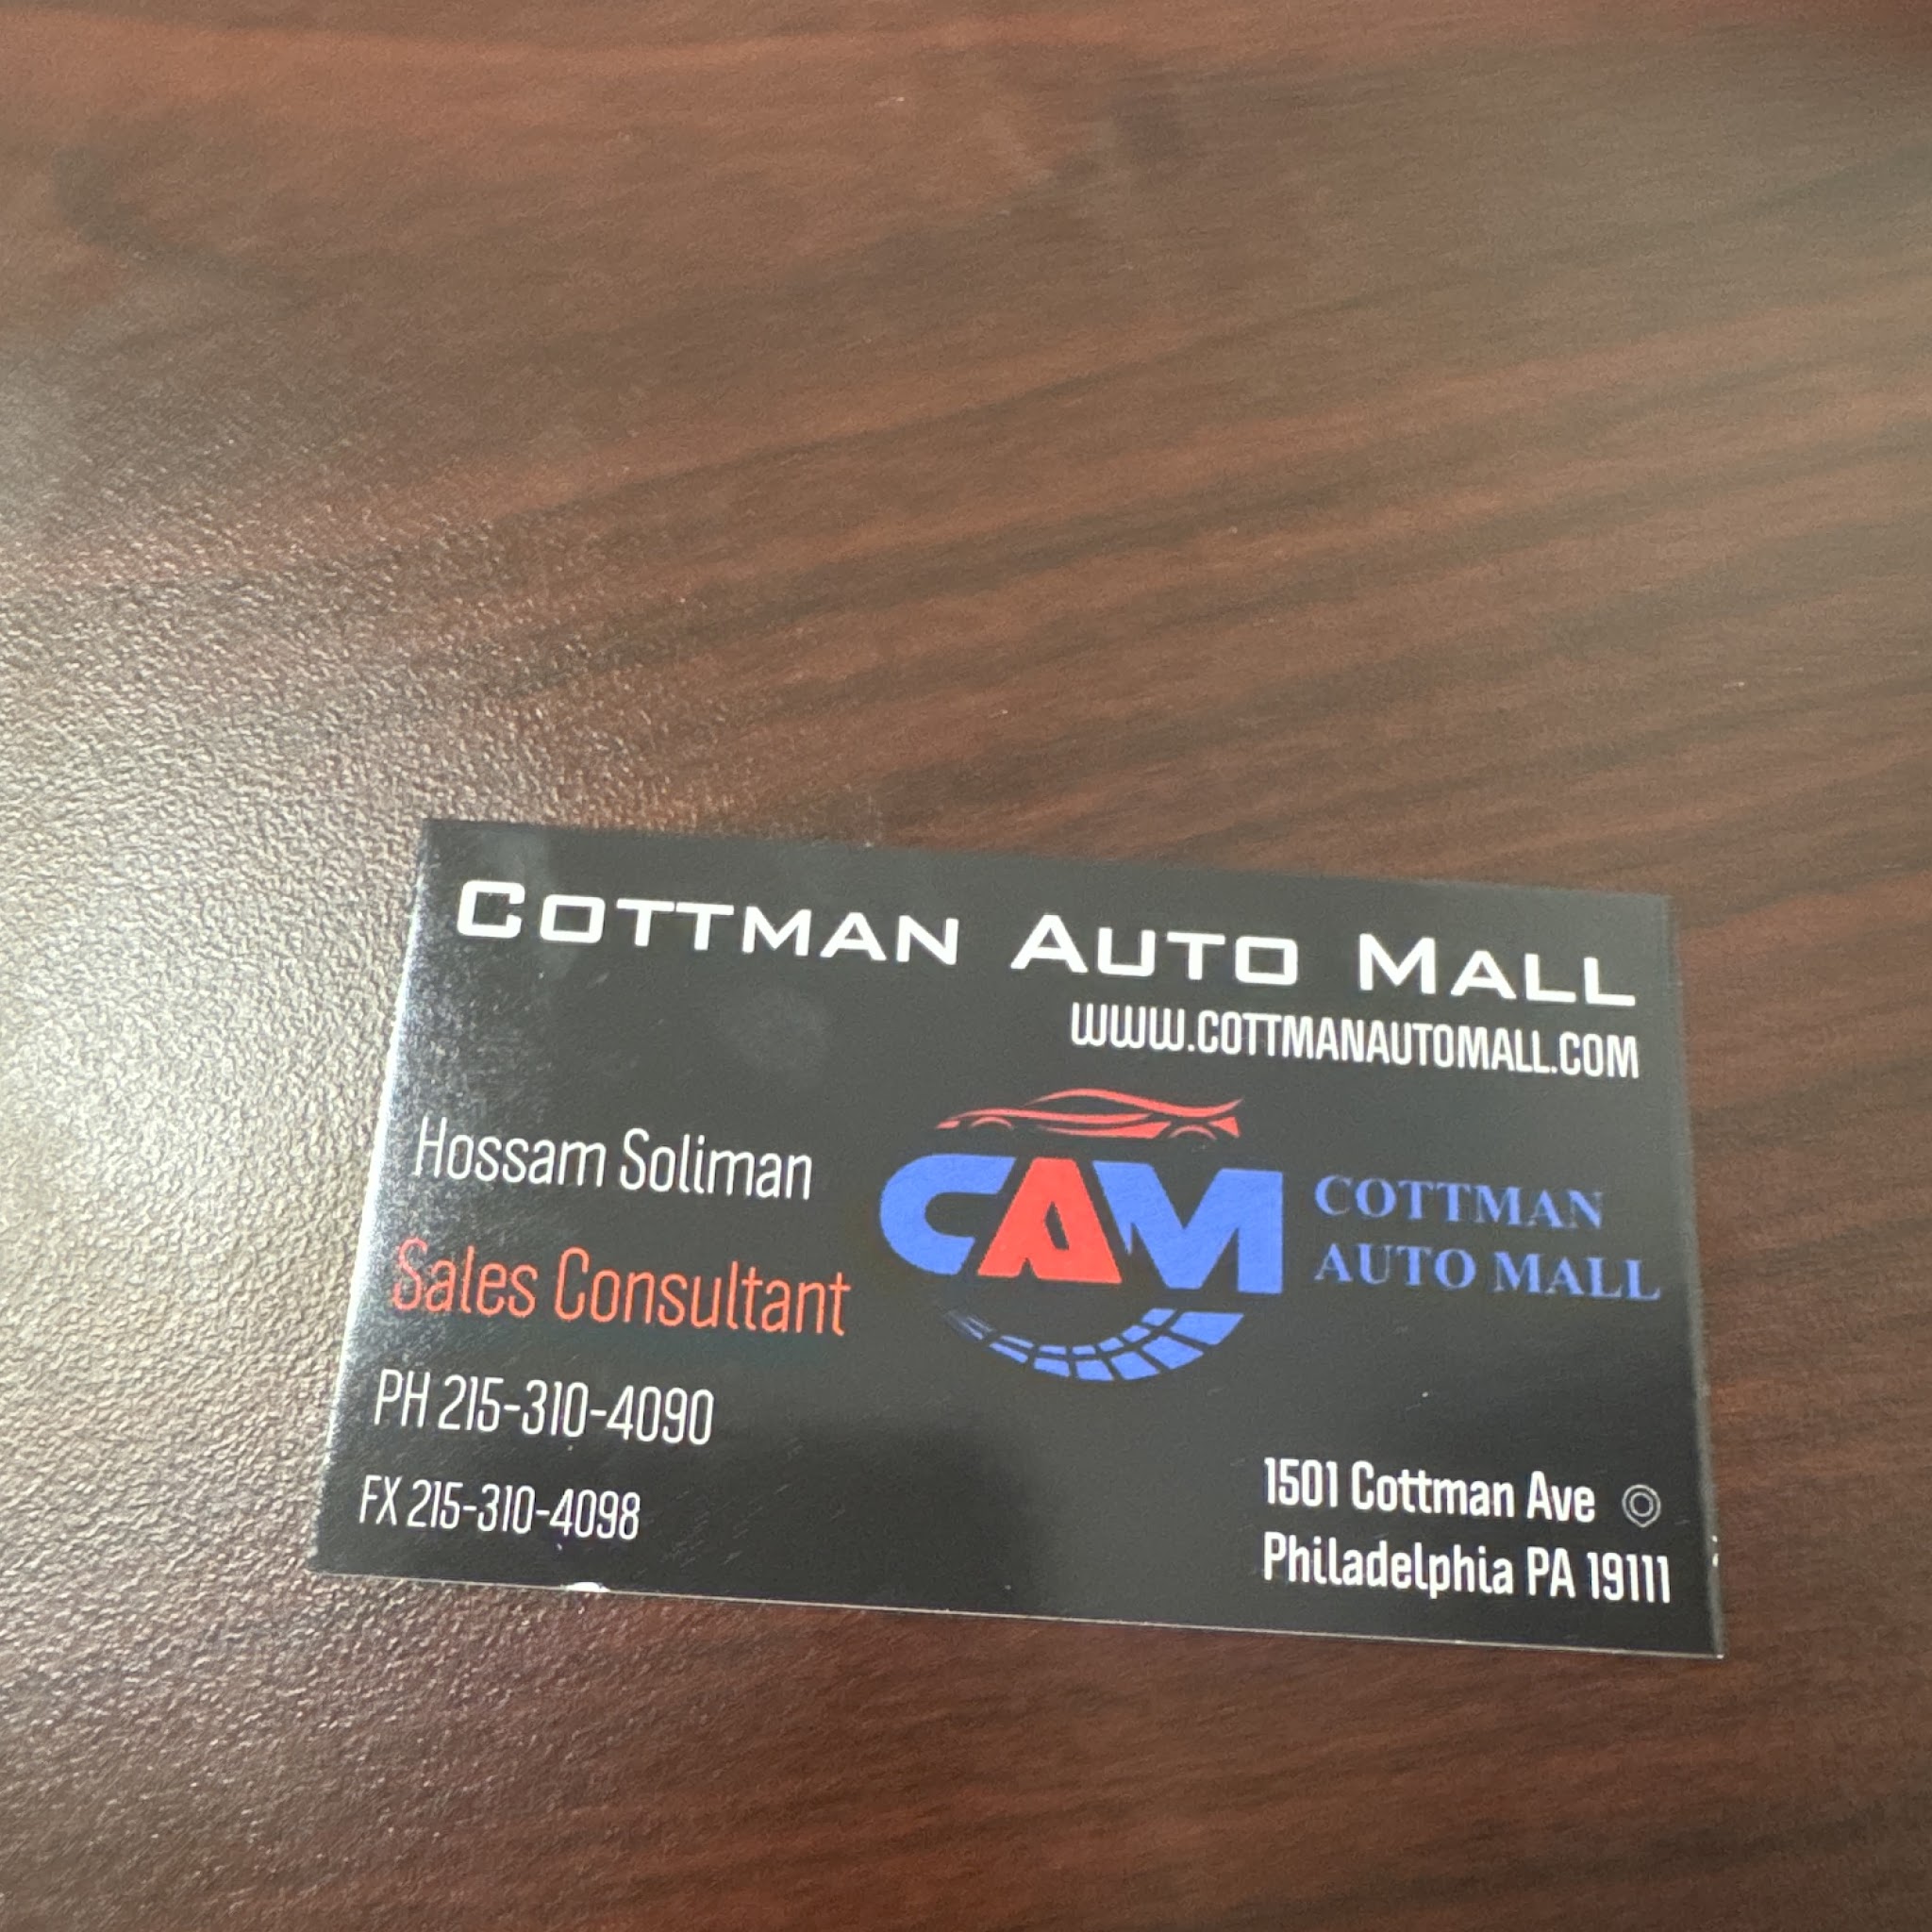 COTTMAN AUTO MALL
WWW.COTTMANAUTOMALL.COM
Hossam Soliman
Sales Consultant
PH 215-310-4090
FX 215-310-4098
CAM
COTTMAN
AUTO MALL
1501 Cottman Ave
Philadelphia PA 19111